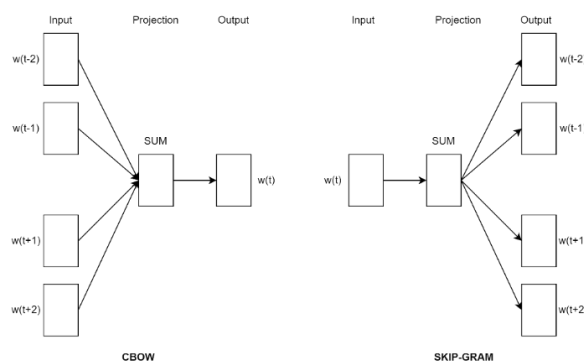 Input Projection Output
w(t-2)
w(t-1)
SUM
w(t)
w(t+1)
w(t+2)
CBOW
Input Projection Output
w(t-2)
w(t-1)
SUM
w(t)
w(t+1
w(t+2
SKIP-GRAM